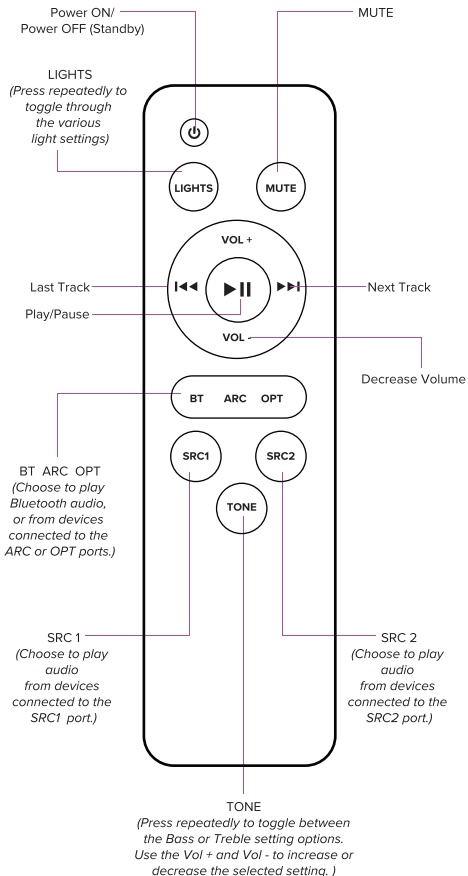 Power ON/
Power OFF (Standby)
MUTE
LIGHTS
(Press repeatedly to
toggle through
the various
light settings)
LIGHTS
MUTE
VOL +
Last Track
Next Track
Play/Pause
VOL -
Decrease Volume
BT ARC OPT
SRC1
SRC2
BT ARC OPT
(Choose to play
Bluetooth audio,
or from devices
connected to the
ARC or OPT ports.)
TONE
SRC 1
(Choose to play
audio
from devices
connected to the
SRC1 port.)
SRC 2
(Choose to play
audio
from devices
connected to the
SRC2 port.)
TONE
(Press repeatedly to toggle between
the Bass or Treble setting options.
Use the Vol + and Vol - to increase or
decrease the selected setting. )